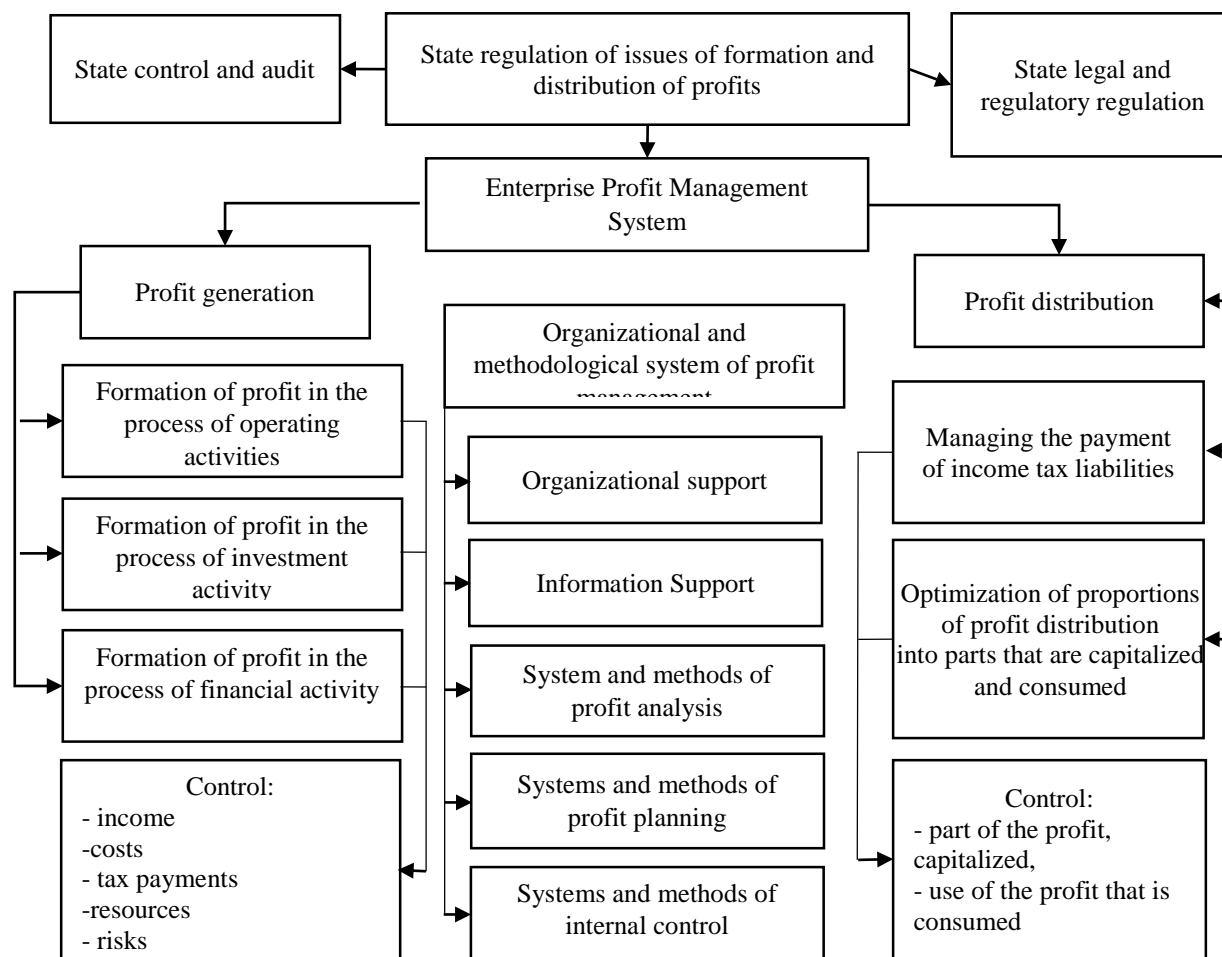 State control and audit
State regulation of issues of formation and
distribution of profits
State legal and
regulatory regulation
Enterprise Profit Management
System
Profit generation
Profit distribution
Organizational and
methodological system of profit
management
Formation of profit in the
process of operating
activities
Formation of profit in the
process of investment
activity
Formation of profit in the
process of financial activity
Control:
- income
-costs
- tax payments
-resources
- risks
Organizational support
Information Support
System and methods of
profit analysis
Systems and methods of
profit planning
Systems and methods of
internal control
Managing the payment
of income tax liabilities
Optimization of proportions
of profit distribution
into parts that are capitalized
and consumed
Control:
- part of the profit,
capitalized,
- use of the profit that is
consumed